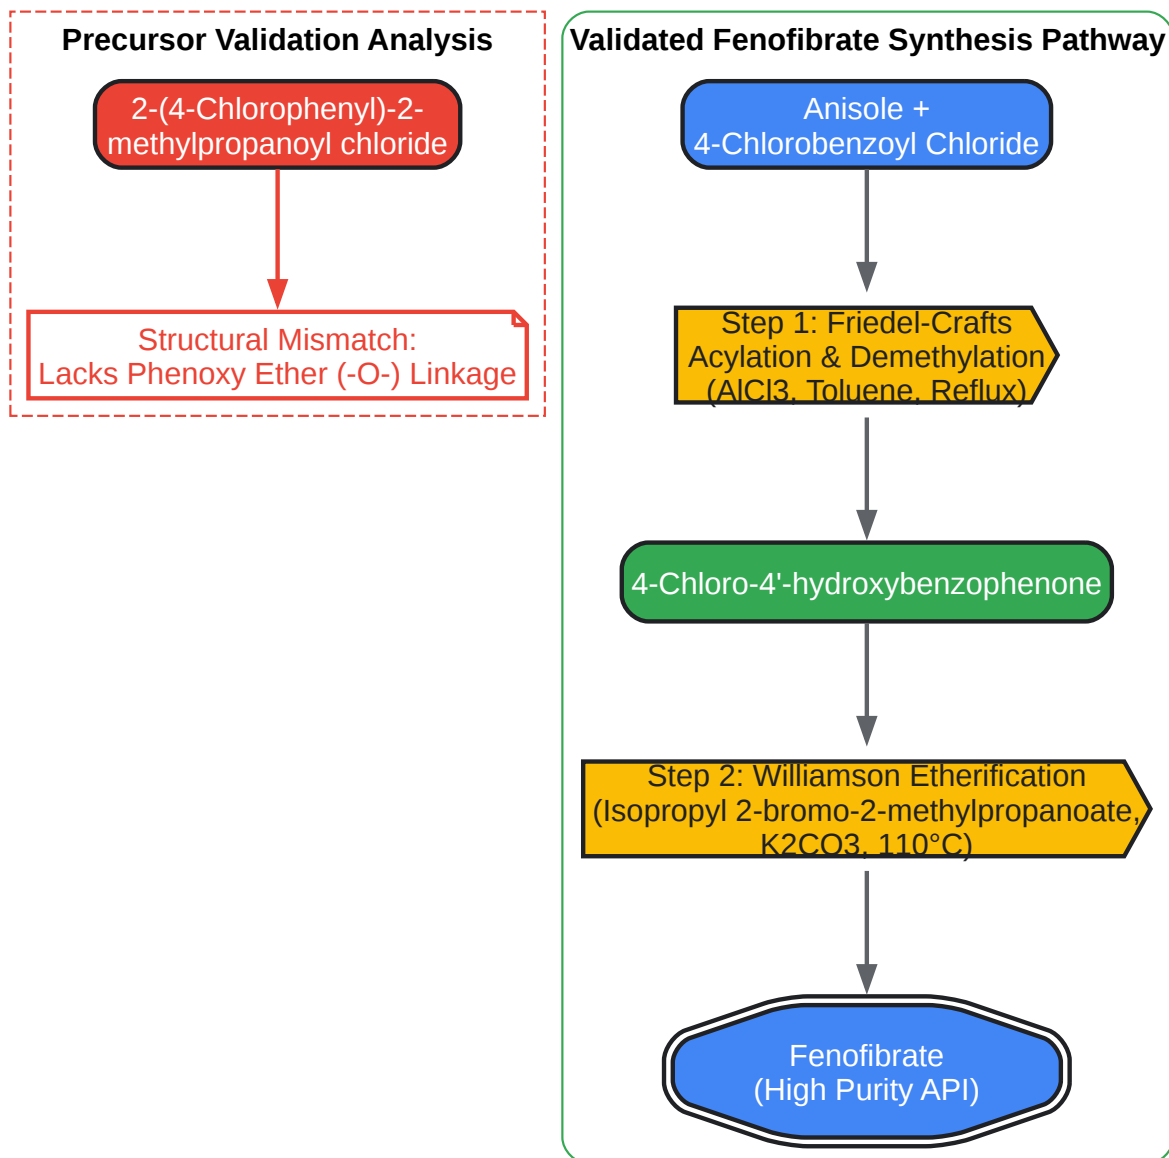 Precursor Validation Analysis
2-(4-Chlorophenyl)-2-
methylpropanoyl chloride
Structural Mismatch:
Lacks Phenoxy Ether (-O-) Linkage
Validated Fenofibrate Synthesis Pathway
Anisole +
4-Chlorobenzoyl Chloride
Step 1: Friedel-Crafts
Acylation & Demethylation
(AlCl3, Toluene, Reflux)
4-Chloro-4'-hydroxybenzophenone
Step 2: Williamson Etherification
(Isopropyl 2-bromo-2-methylpropanoate,
K2CO3, 110°C)
Fenofibrate
(High Purity API)